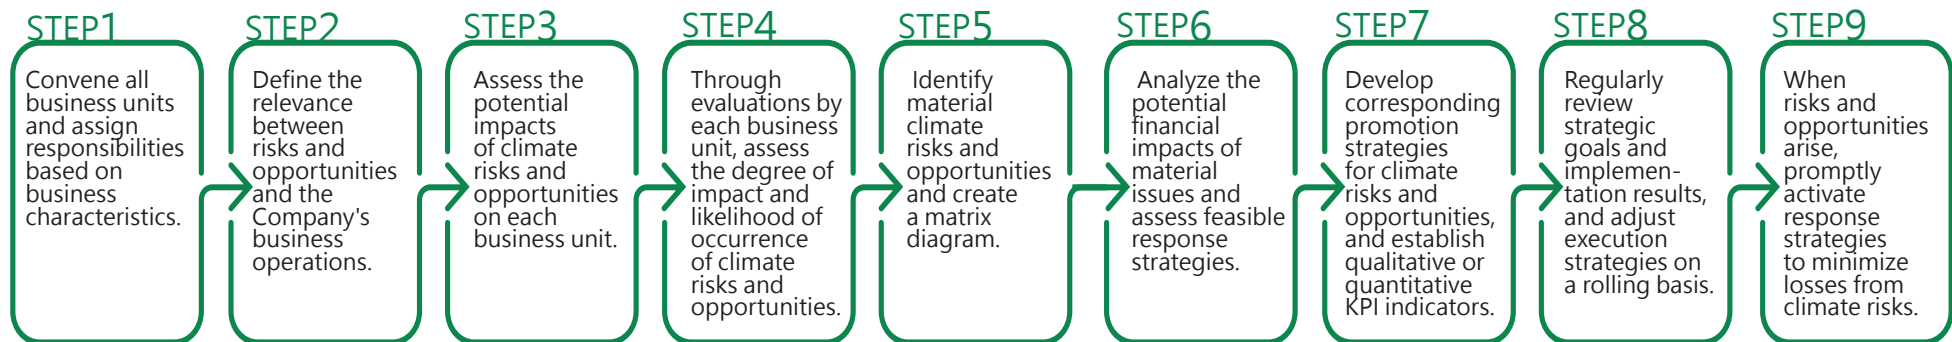 STEP1
Convene all
business units
and assign
responsibilities
based on
business
characteristics.
STEP2
Define the
relevance
between
risks and
opportunities
and the
Company's
business
operations.
STEP3
Assess the
potential
impacts
of climate
risks and
opportunities
on each
business unit.
STEP4
Through
evaluations by
each business
unit, assess
the degree of
impact and
likelihood of
occurrence
of climate
risks and
opportunities.
STEP5
Identify
material
climate
risks and
opportunities
and create
a matrix
diagram.
STEP6
Analyze the
potential
financial
impacts of
material
issues and
assess feasible
response
strategies.
STEP7
Develop
corresponding
promotion
strategies
for climate
risks and
opportunities,
and establish
qualitative or
quantitative
KPI indicators.
STEP8
Regularly
review
strategic
goals and
implemen-
tation results,
and adjust
execution
strategies on
a rolling basis.
STEP9
When
risks and
opportunities
arise,
promptly
activate
response
strategies
to minimize
losses from
climate risks.